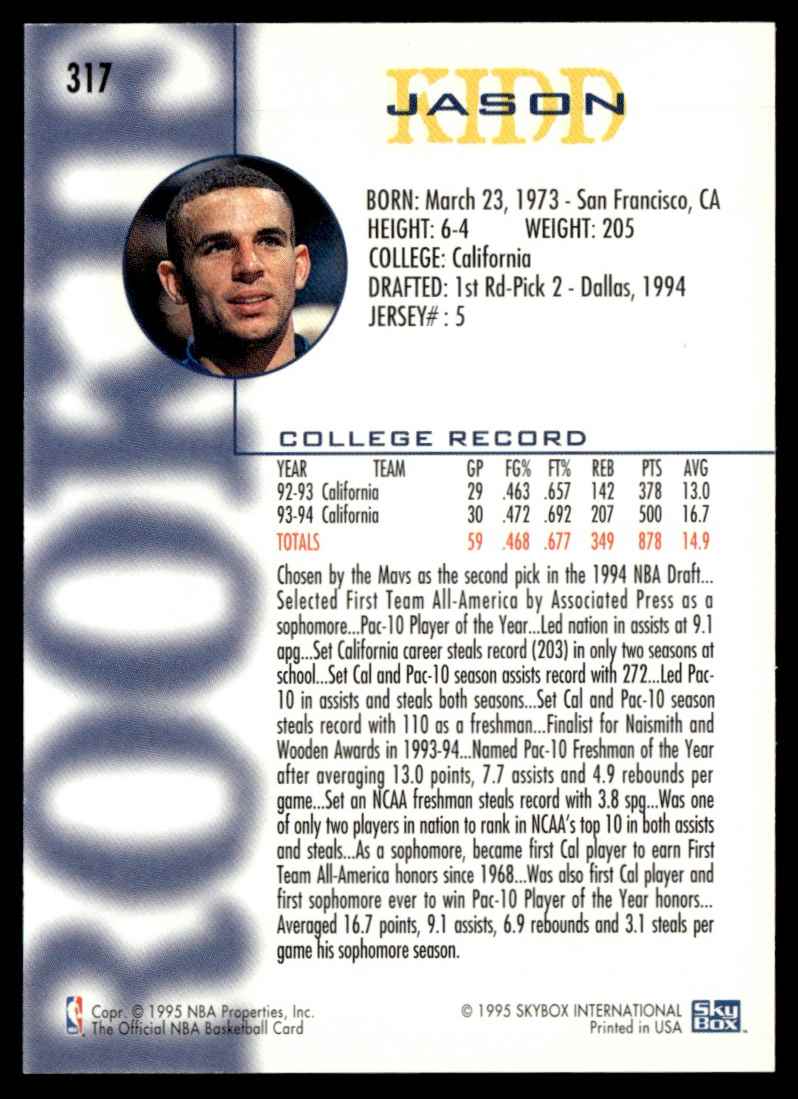 317
JASON
KIDD
BORN: March 23, 1973 - San Francisco, CA
HEIGHT: 6-4 WEIGHT: 205
COLLEGE: California
DRAFTED: 1st Rd-Pick 2 - Dallas, 1994
JERSEY# : 5
ROOKIE
COLLEGE RECORD
YEAR TEAM GP FG% FT% REB PTS AVG
92-93 California 29 .463 .657 142 378 13.0
93-94 California 30 .472 .692 207 500 16.7
TOTALS 59 .468 .677 349 878 14.9
Chosen by the Mavs as the second pick in the 1994 NBA Draft...
Selected First Team All-America by Associated Press as a
sophomore...Pac-10 Player of the Year...Led nation in assists at 9.1
apg...Set California career steals record (203) in only two seasons at
school...Set Cal and Pac-10 season assists record with 272...Led Pac-
10 in assists and steals both seasons...Set Cal and Pac-10 season
steals record with 110 as a freshman...Finalist for Naismith and
Wooden Awards in 1993-94...Named Pac-10 Freshman of the Year
after averaging 13.0 points, 7.7 assists and 4.9 rebounds per
game...Set an NCAA freshman steals record with 3.8 spg...Was one
of only two players in nation to rank in NCAA's top 10 in both assists
and steals...As a sophomore, became first Cal player to earn First
Team All-America honors since 1968...Was also first Cal player and
first sophomore ever to win Pac-10 Player of the Year honors...
Averaged 16.7 points, 9.1 assists, 6.9 rebounds and 3.1 steals per
game his sophomore season.
Copr. © 1995 NBA Properties, Inc.
The Official NBA Basketball Card
© 1995 SKYBOX INTERNATIONAL
Printed in USA
Sky
Box™